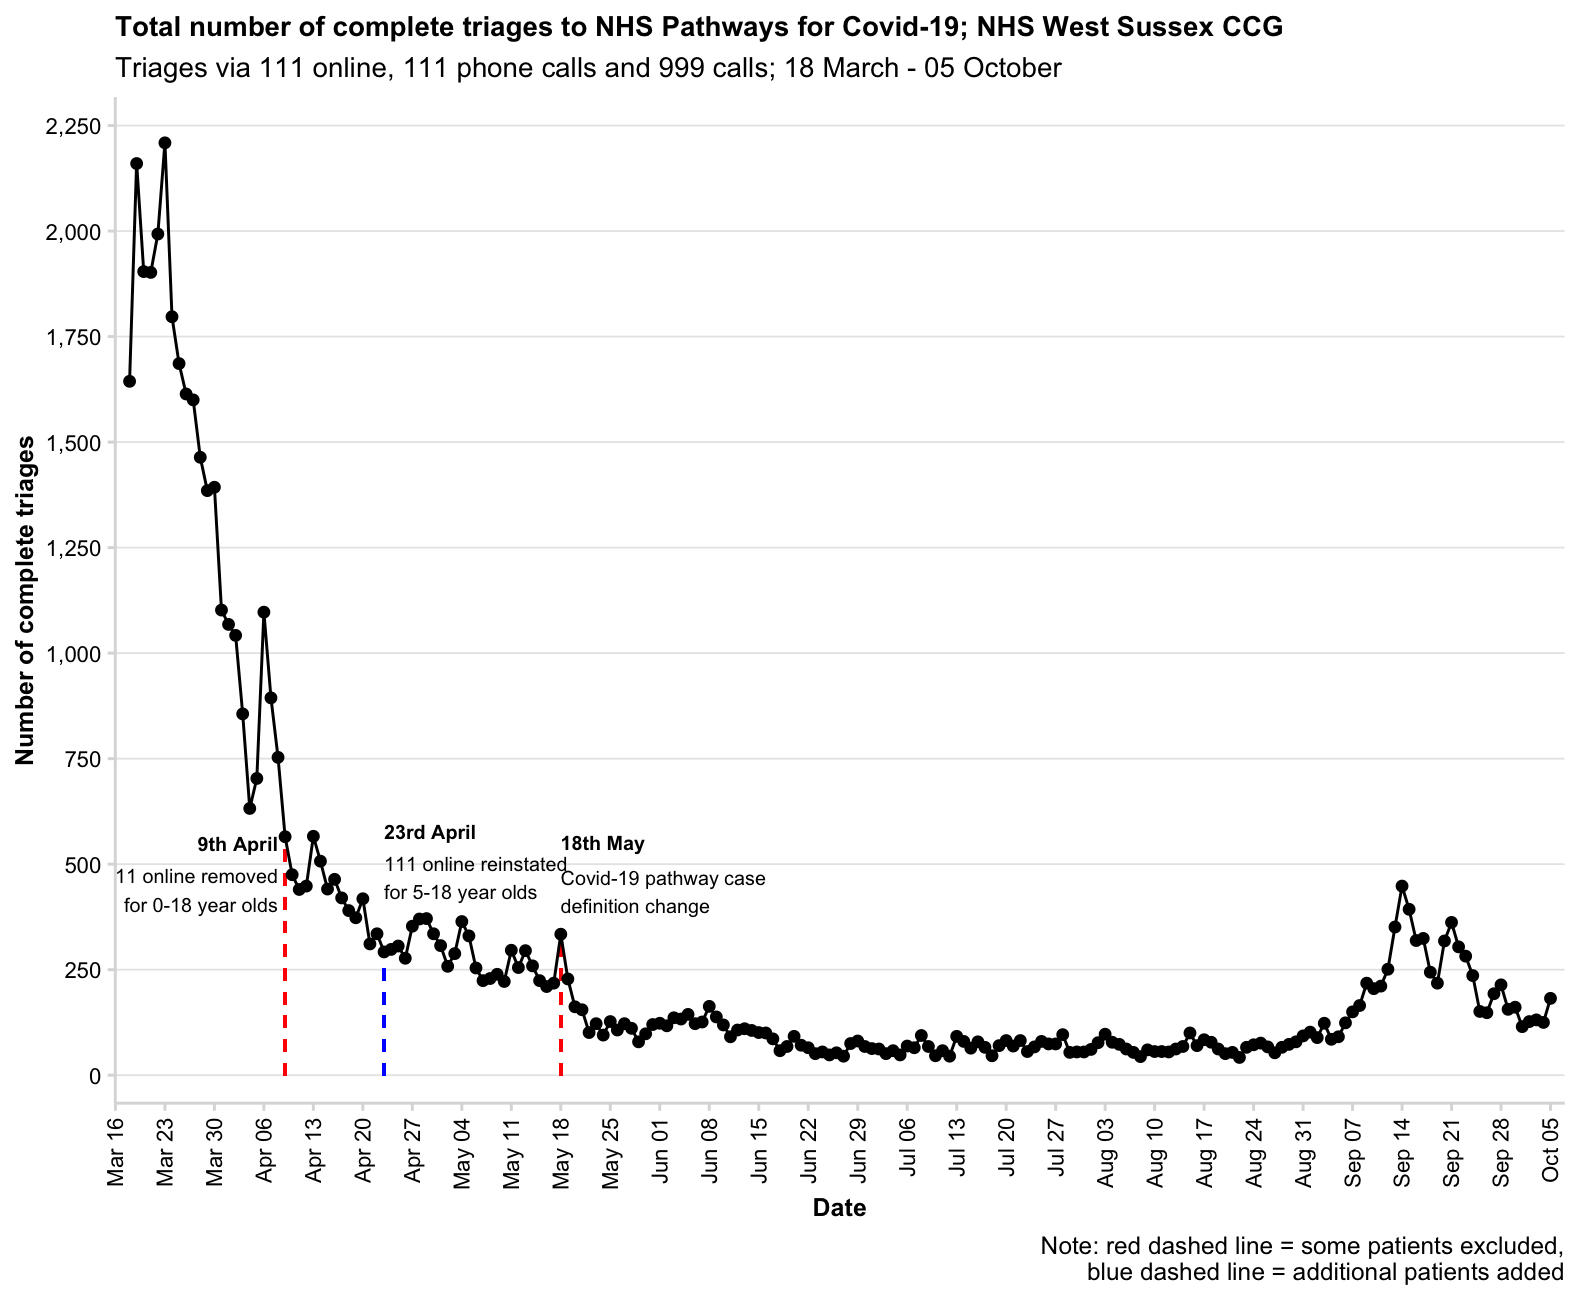 Total number of complete triages to NHS Pathways for Covid-19; NHS West Sussex CCG
Triages via 111 online, 111 phone calls and 999 calls; 18 March - 05 October
Number of complete triages
2,250
2,000
1,750
1,500
1,250
1,000
750
500
250
0
9th April
11 online removed
for 0-18 year olds
23rd April
111 online reinstated
for 5-18 year olds
18th May
Covid-19 pathway case
definition change
Mar 16
Mar 23
Mar 30
Apr 06
Apr 13
Apr 20
Apr 27
May 04
May 11
May 18
May 25
Jun 01
Jun 08
Jun 15
Jun 22
Jun 29
Jul 06
Jul 13
Jul 20
Jul 27
Aug 03
Aug 10
Aug 17
Aug 24
Aug 31
Sep 07
Sep 14
Sep 21
Sep 28
Oct 05
Date
Note: red dashed line = some patients excluded,
blue dashed line = additional patients added